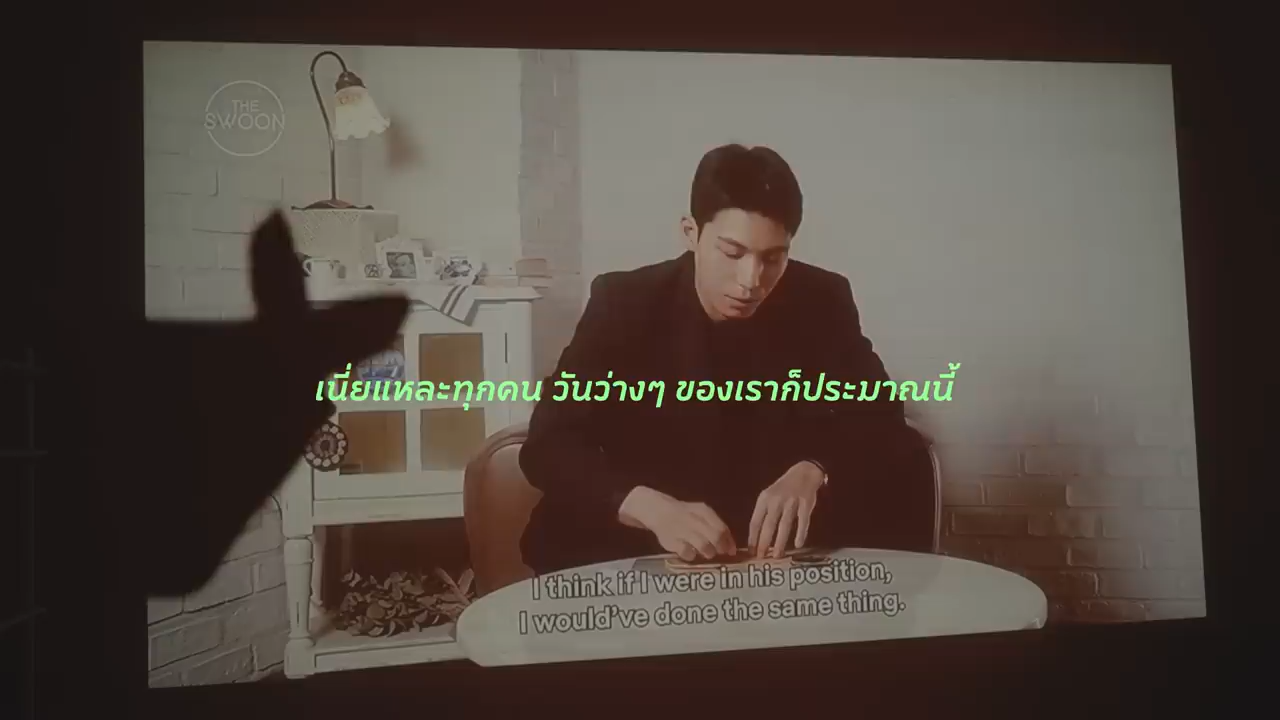 THE
SWOON
เนี่ยแหละทุกคน วันว่างๆ ของเราก็ประมาณนี้
I think if I were in his position,
I would've done the same thing.